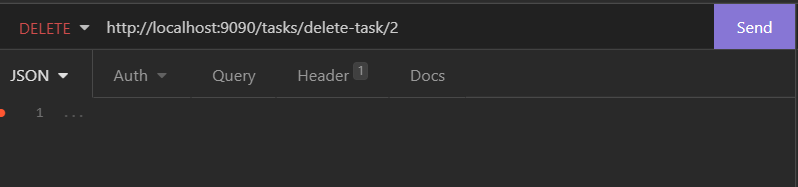 DELETE http://localhost:9090/tasks/delete-task/2 Send
JSON Auth Query Header 1 Docs
1 ...